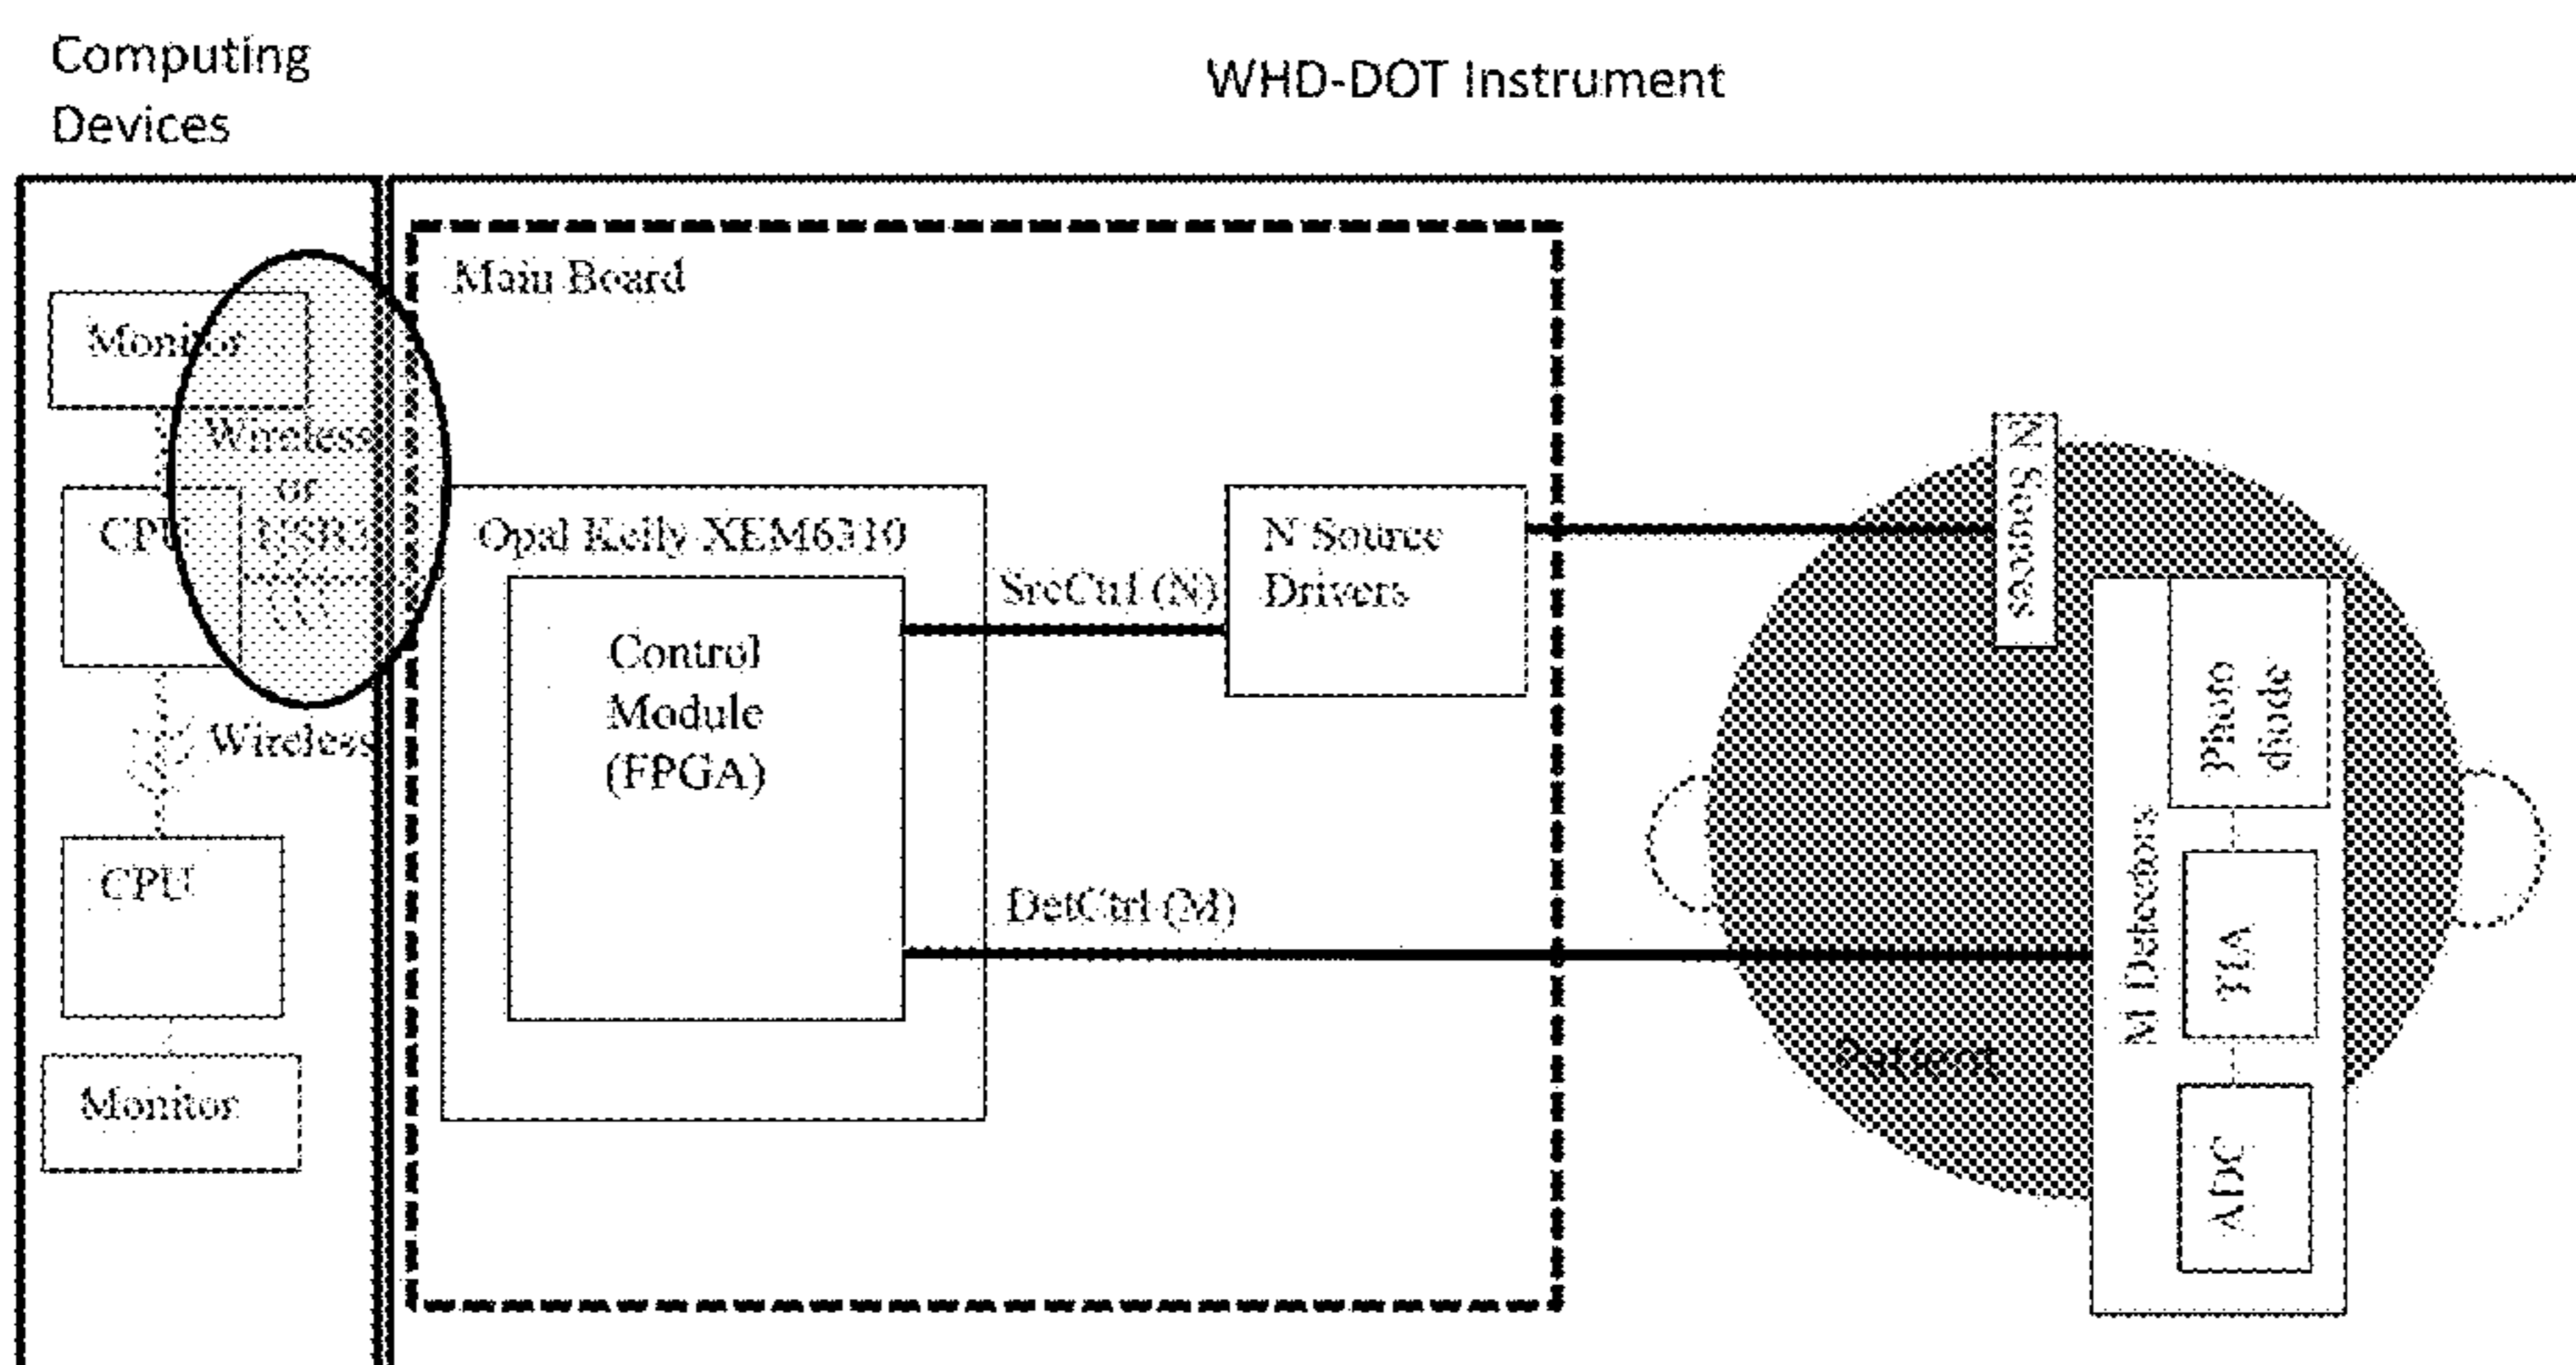 Computing
Devices
WHD-DOT Instrument
Main Board
Monitor
Wireless
or
USB
CPU
Opal Kelly XEM6310
Control
Module
(FPGA)
SrcCtrl (N)
N Source
Drivers
N Sources
Photo
diode
Wireless
CPU
DetCtrl (M)
M Detectors
TIA
Patient
Monitor
ADC